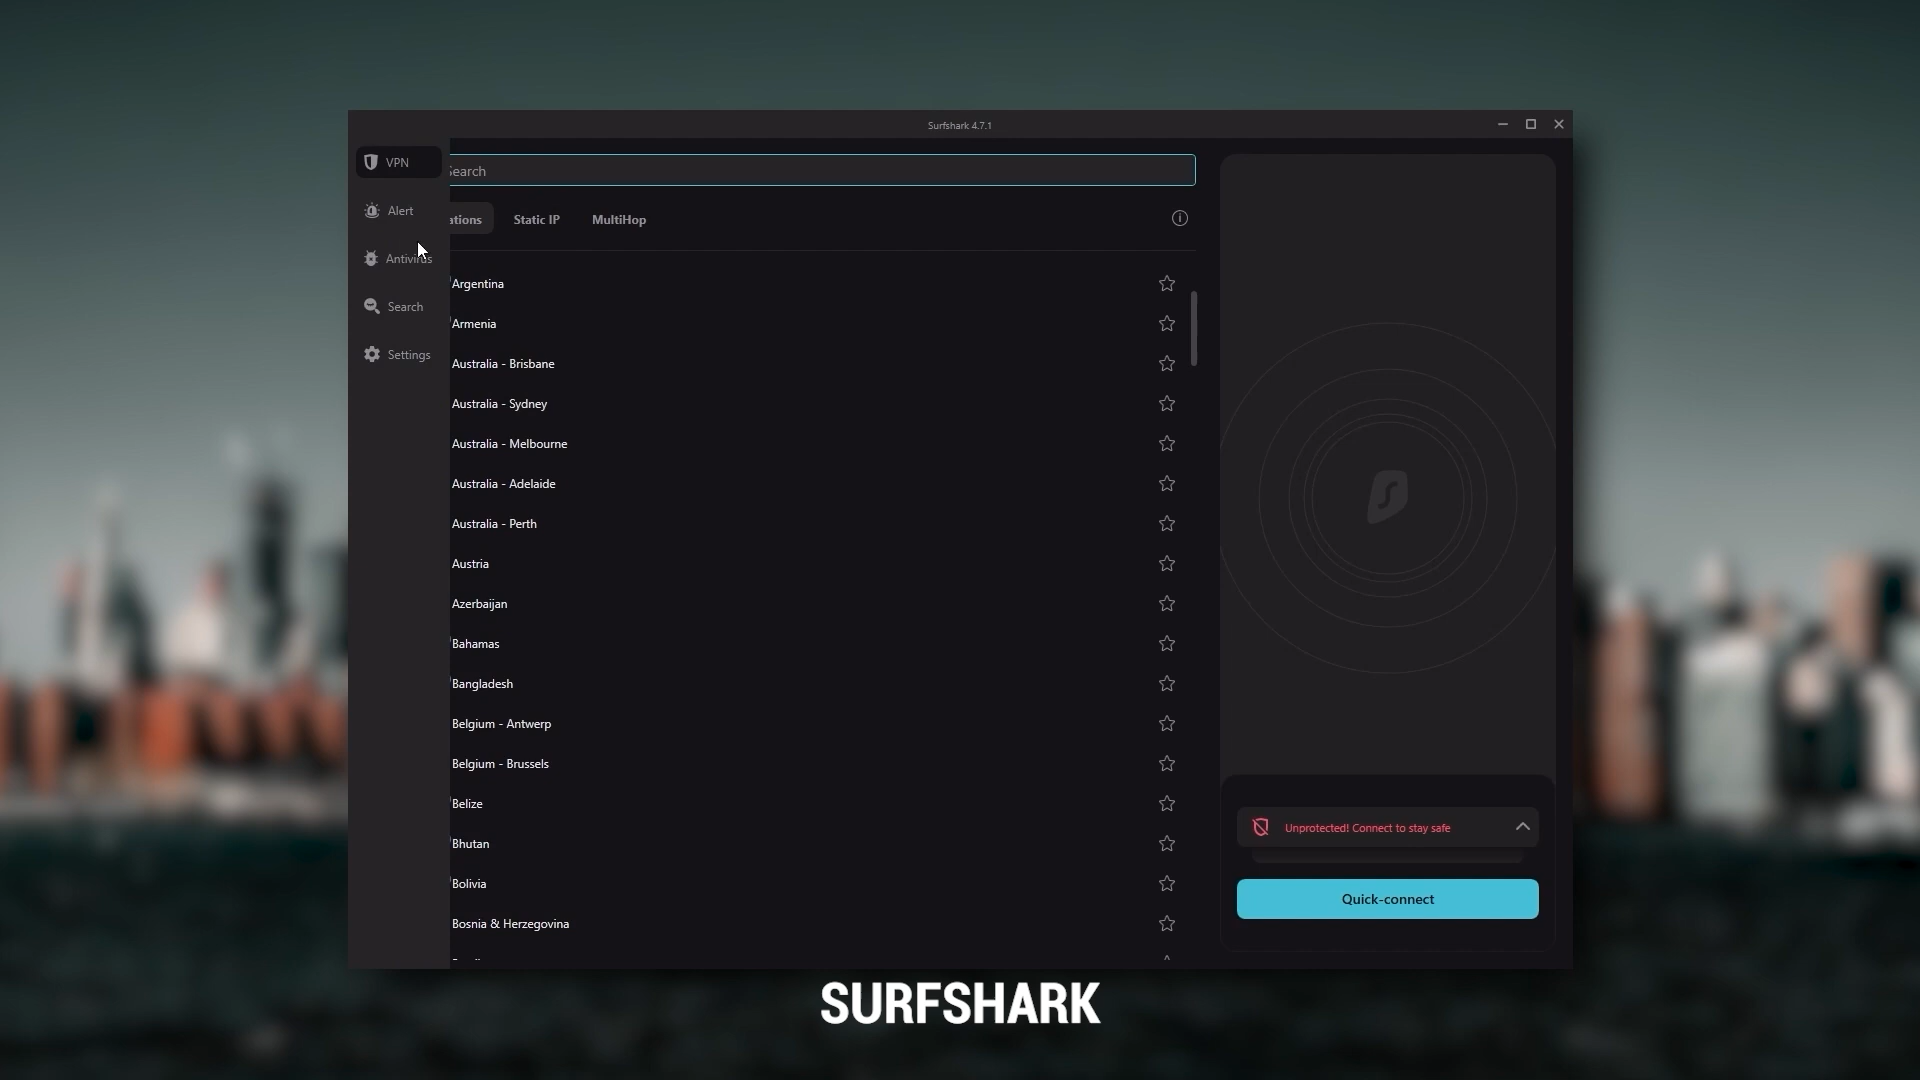 Surfshark 4.7.1
VPN
Alert
Antivirus
Search
Settings
Search
ations
Static IP
MultiHop
Argentina
Armenia
Australia - Brisbane
Australia - Sydney
Australia - Melbourne
Australia - Adelaide
Australia - Perth
Austria
Azerbaijan
Bahamas
Bangladesh
Belgium - Antwerp
Belgium - Brussels
Belize
Bhutan
Bolivia
Bosnia & Herzegovina
Unprotected! Connect to stay safe
Quick-connect
SURFSHARK